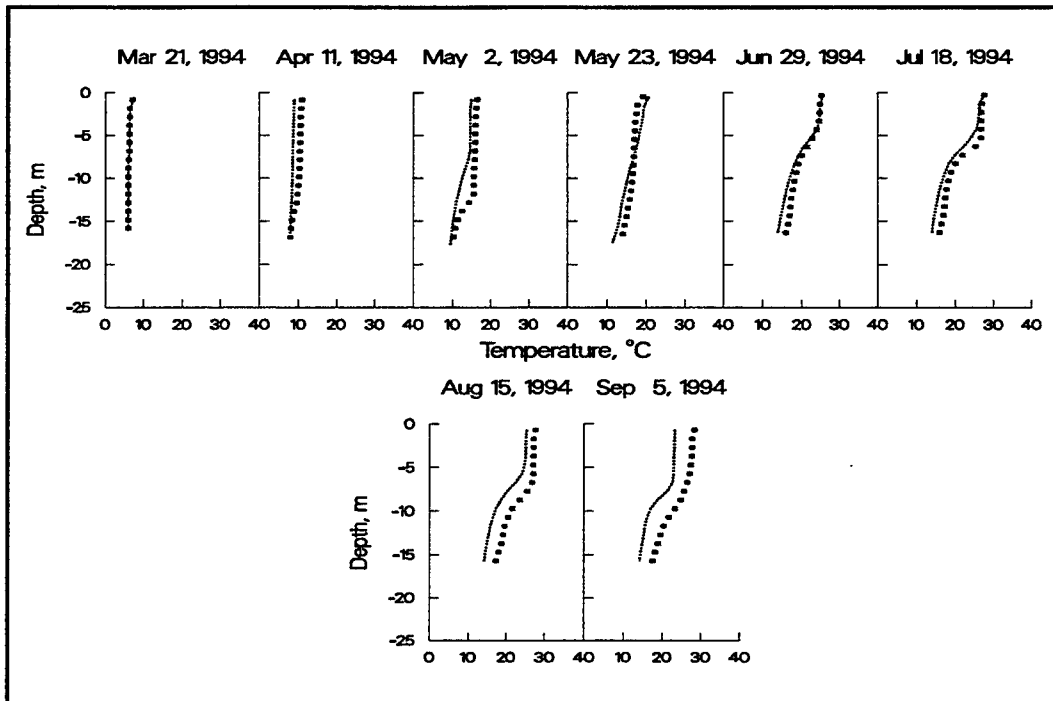 Mar 21, 1994 Apr 11, 1994 May 2, 1994 May 23, 1994 Jun 29, 1994 Jul 18, 1994
0
-5
-10
-15
-20
-25
Depth, m
0 10 20 30 40 10 20 30 40 10 20 30 40 10 20 30 40 10 20 30 40 10 20 30 40
Temperature, °C
Aug 15, 1994 Sep 5, 1994
0
-5
-10
-15
-20
-25
Depth, m
0 10 20 30 40 10 20 30 40